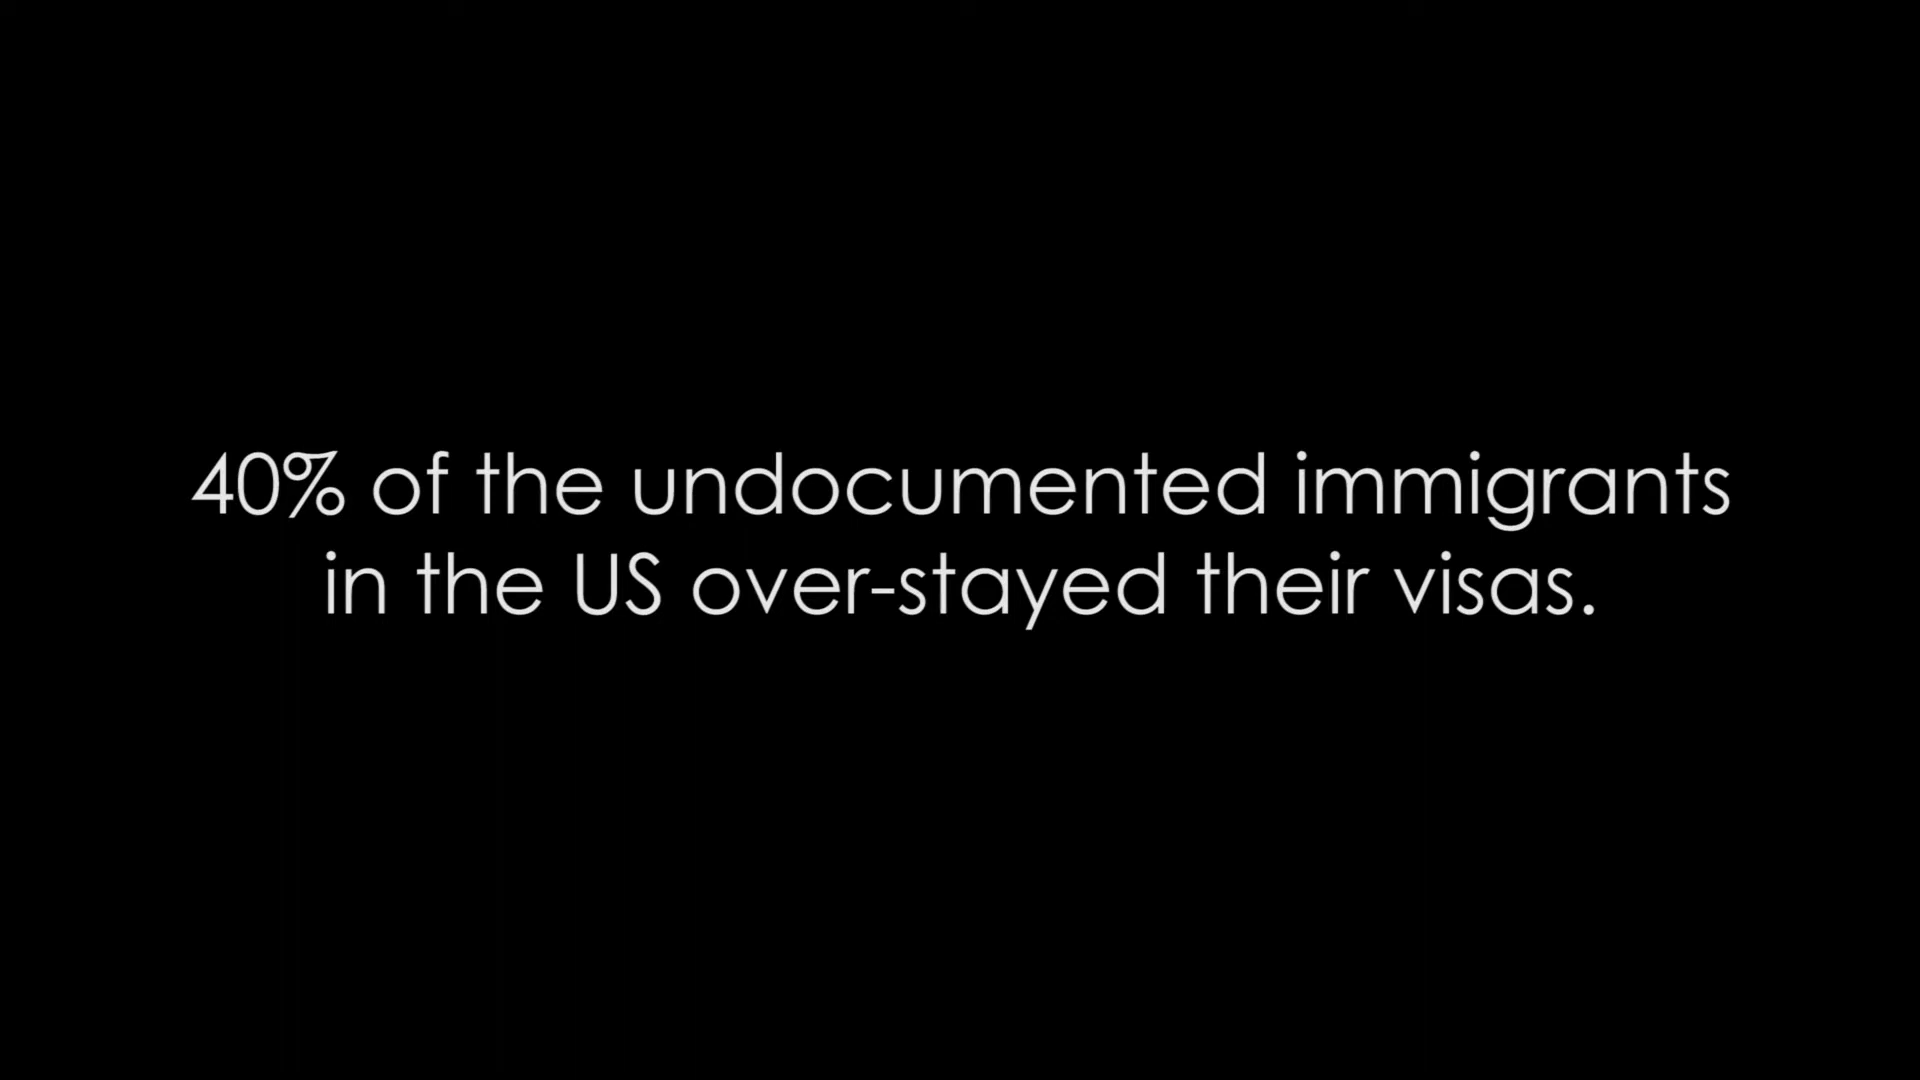 40% of the undocumented immigrants
in the US over-stayed their visas.